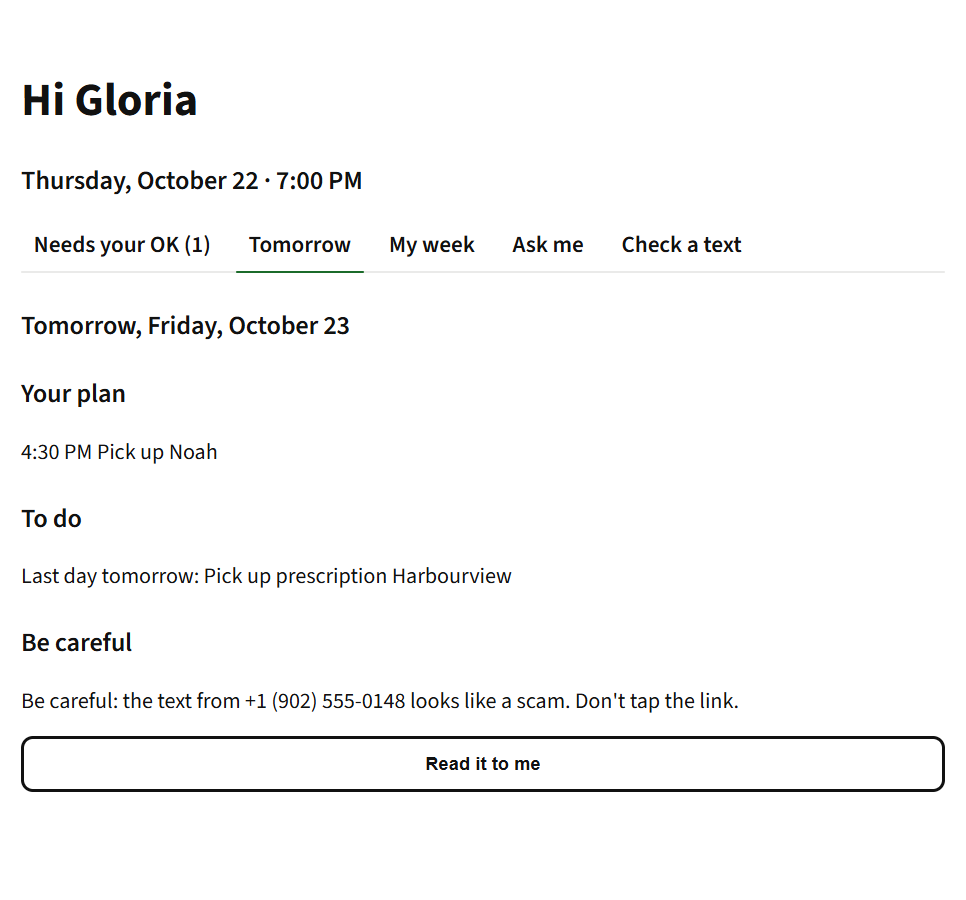 Hi Gloria
Thursday, October 22 · 7:00 PM
Needs your OK (1) Tomorrow My week Ask me Check a text
Tomorrow, Friday, October 23
Your plan
4:30 PM Pick up Noah
To do
Last day tomorrow: Pick up prescription Harbourview
Be careful
Be careful: the text from +1 (902) 555-0148 looks like a scam. Don't tap the link.
Read it to me